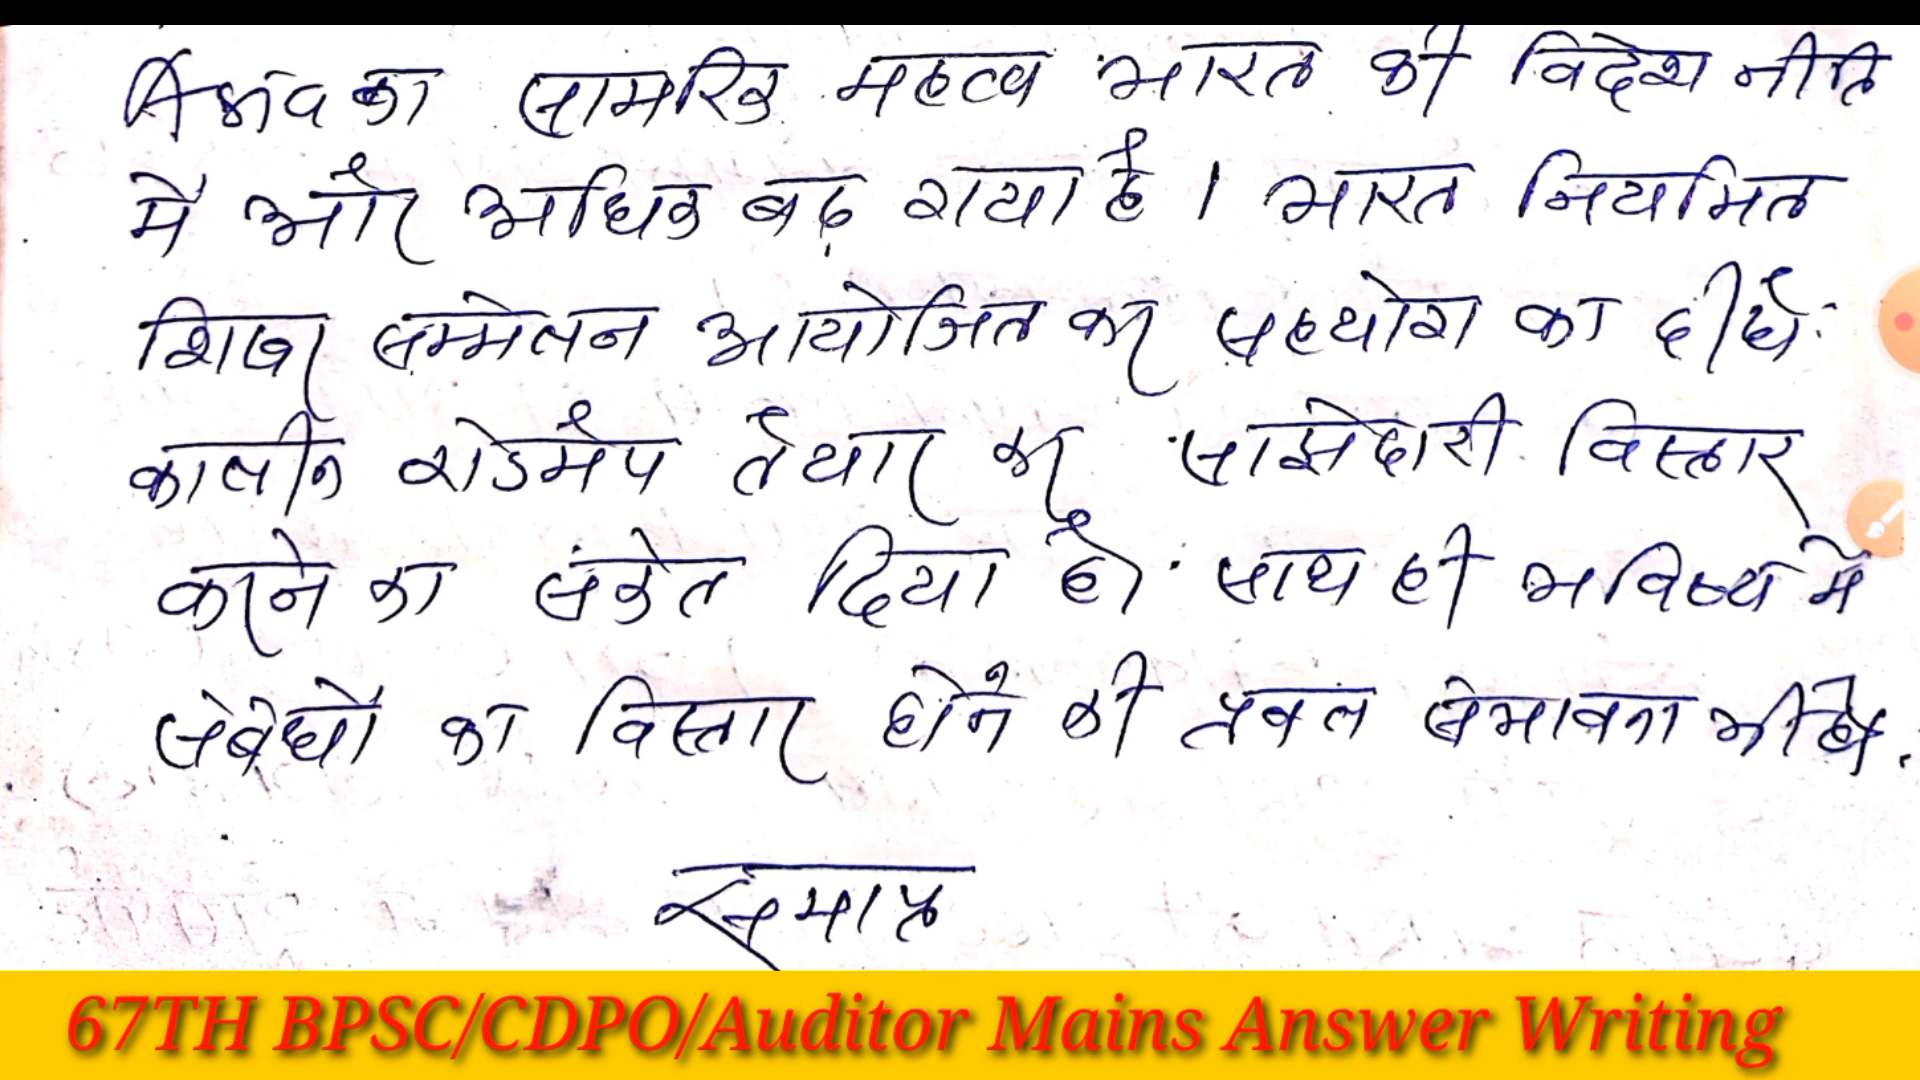 का सामरिक महत्व भारत की विदेश नीति
में और अधिक बढ़ गया है। भारत नियमित
शिखर सम्मेलन आयोजित कर सहयोग का दीर्घ-
कालीन रोडमैप तैयार कर साझेदारी विस्तार
करने का संकेत दिया है। साथ ही भविष्य में
संबंधों का विस्तार होने की प्रबल संभावना भी है.
समाप्त
67TH BPSC/CDPO/Auditor Mains Answer Writing